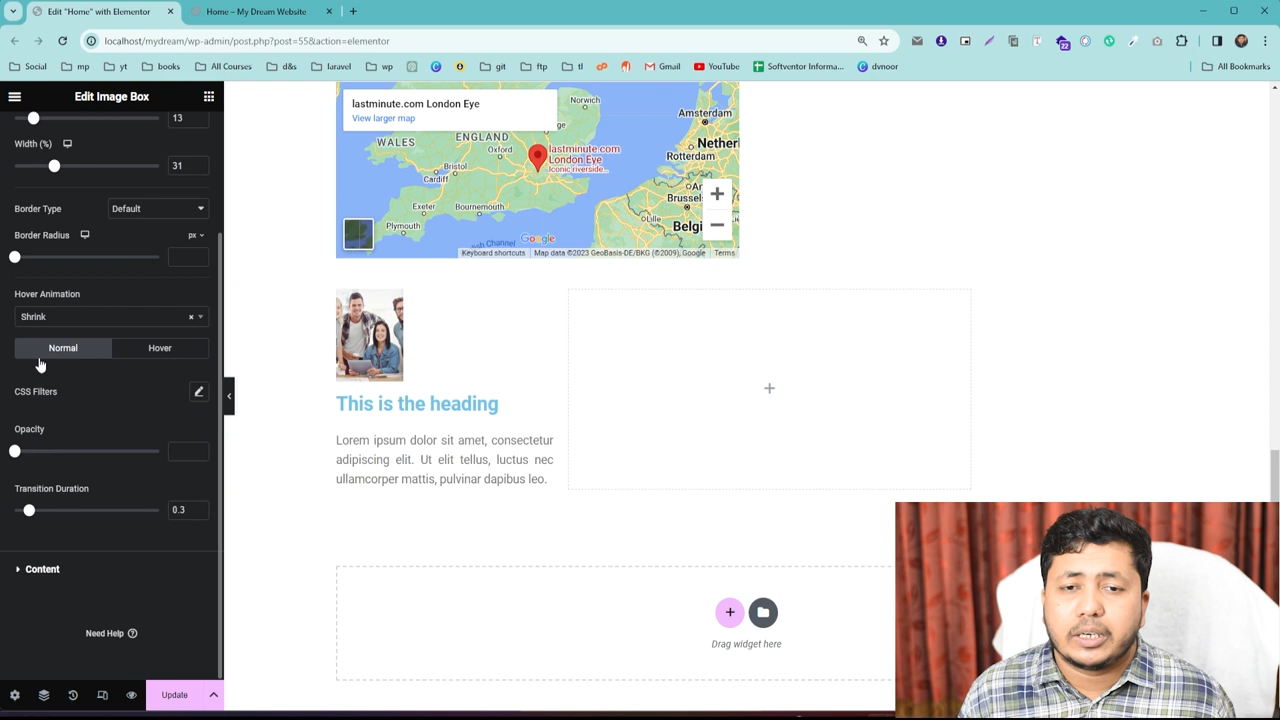 Edit "Home" with Elementor
Home – My Dream Website
localhost/mydream/wp-admin/post.php?post=55&action=elementor
22
Social
mp
yt
books
All Courses
d&s
laravel
wp
git
ftp
tl
Gmail
YouTube
Softventor Informa...
dvnoor
All Bookmarks
Edit Image Box
13
Width (%)
31
Border Type
Default
Border Radius
px
Hover Animation
Shrink
Normal
Hover
CSS Filters
Opacity
Transition Duration
0.3
Content
Need Help
Update
lastminute.com London Eye
View larger map
Norwich
WALES
ENGLAND
Oxford
Bristol
Cardiff
lastminute.com
London Eye
Iconic riverside...
Exeter
Bournemouth
Plymouth
Amsterdam
Rotterdam
Lille
Google
Keyboard shortcuts
Map data ©2023 GeoBasis-DE/BKG (©2009), Google
Terms
This is the heading
Lorem ipsum dolor sit amet, consectetur
adipiscing elit. Ut elit tellus, luctus nec
ullamcorper mattis, pulvinar dapibus leo.
Drag widget here